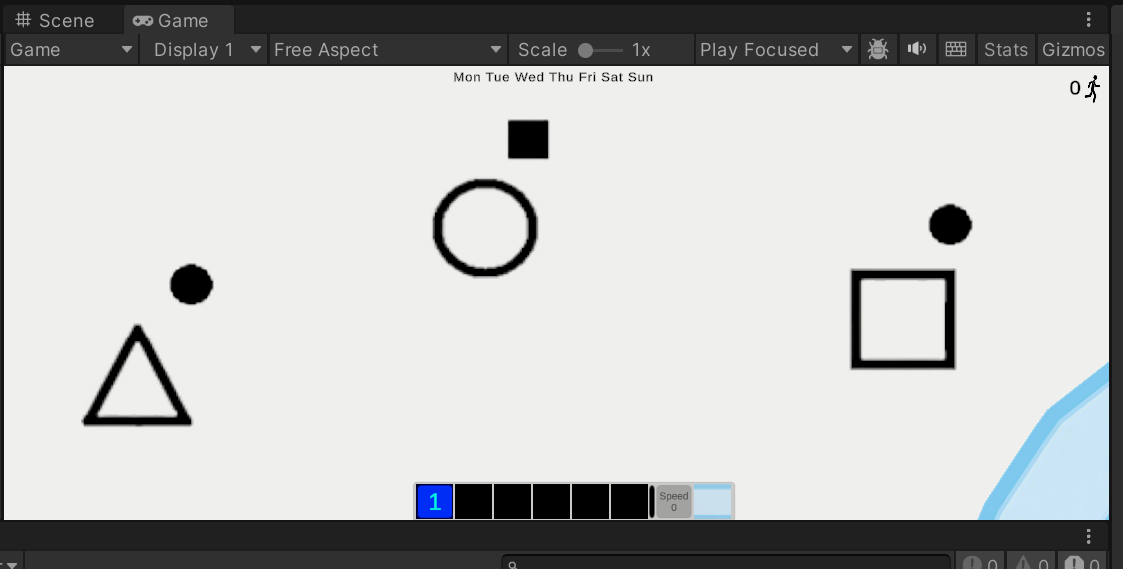 Scene Game
Game Display 1 Free Aspect Scale 1x Play Focused Stats Gizmos
Mon Tue Wed Thu Fri Sat Sun
0
1 Speed
0
0 0 0